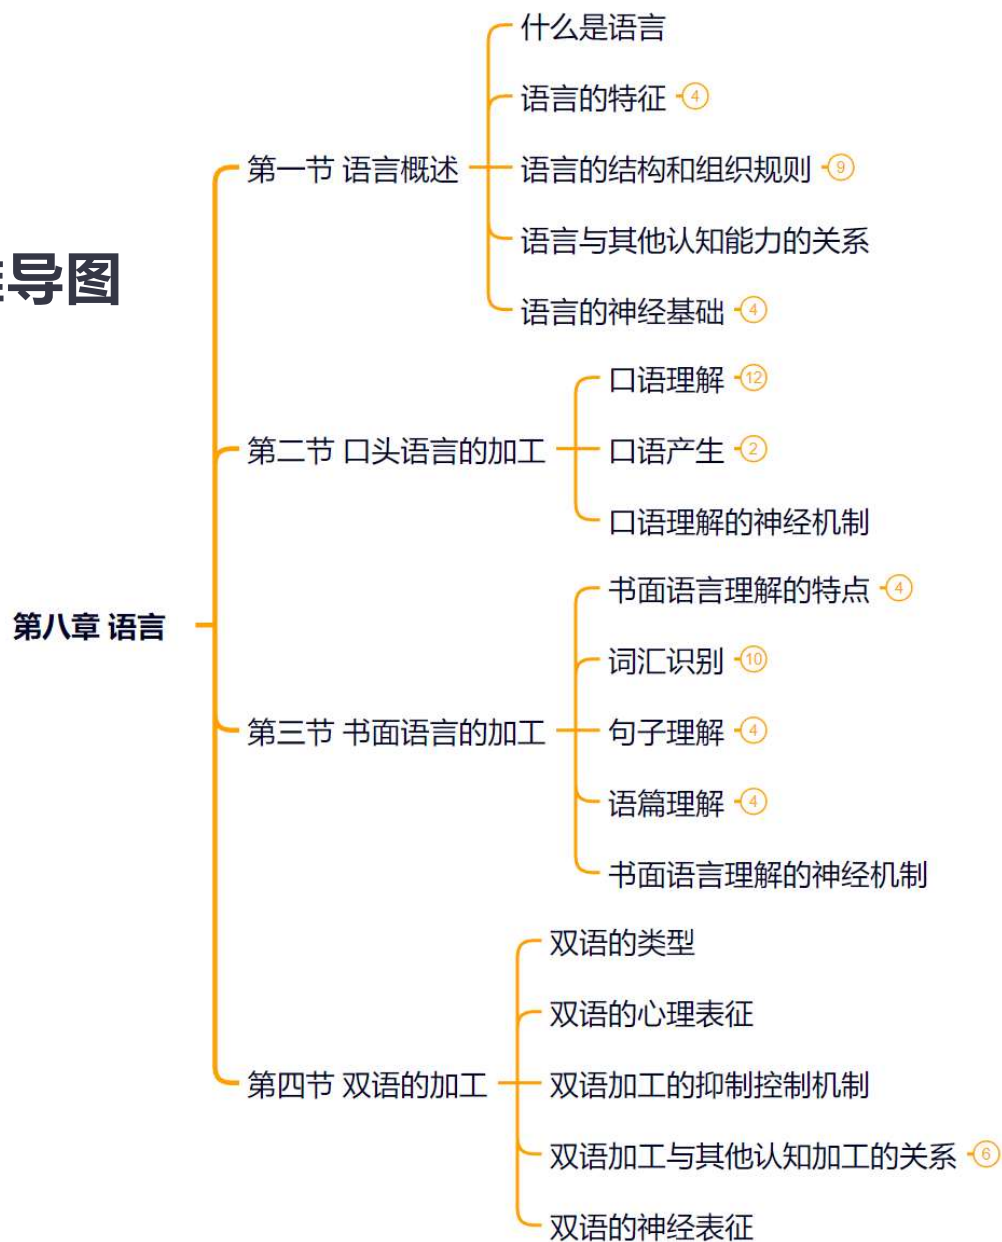 导图
第八章 语言
第一节 语言概述
什么是语言
语言的特征 4
语言的结构和组织规则 9
语言与其他认知能力的关系
语言的神经基础 4
第二节 口头语言的加工
口语理解 12
口语产生 2
口语理解的神经机制
第三节 书面语言的加工
书面语言理解的特点 4
词汇识别 10
句子理解 4
语篇理解 4
书面语言理解的神经机制
第四节 双语的加工
双语的类型
双语的心理表征
双语加工的抑制控制机制
双语加工与其他认知加工的关系 6
双语的神经表征